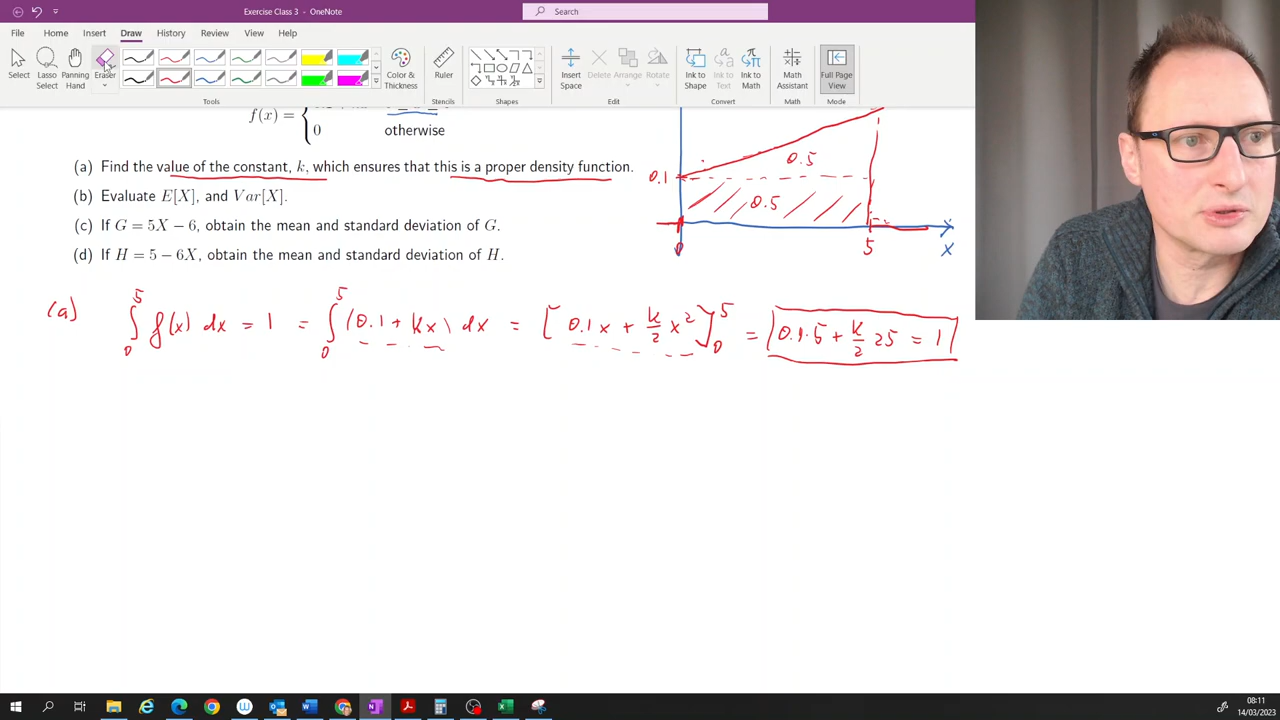 Exercise Class 3 - OneNote
Search
File Home Insert Draw History Review View Help
Select
Lasso Select
Panning Hand
Eraser
Color & Thickness
Ruler
Insert Space
Delete
Arrange
Rotate
Ink to Shape
Ink to Text
Ink to Math
Math Assistant
Full Page View
Tools Stencils Shapes Edit Convert Math Mode
f(x) = {
0 otherwise
(a) Find the value of the constant, k, which ensures that this is a proper density function.
(b) Evaluate E[X], and Var[X].
(c) If G = 5X − 6, obtain the mean and standard deviation of G.
(d) If H = 5 − 6X, obtain the mean and standard deviation of H.
0.5
0.1
0.5
0 5 x
(a) ∫₀⁵ f(x) dx = 1 = ∫₀⁵ (0.1 + kx) dx = [0.1x + k/2 x²]₀⁵ = 0.1·5 + k/2 25 = 1
08:11
14/03/2023